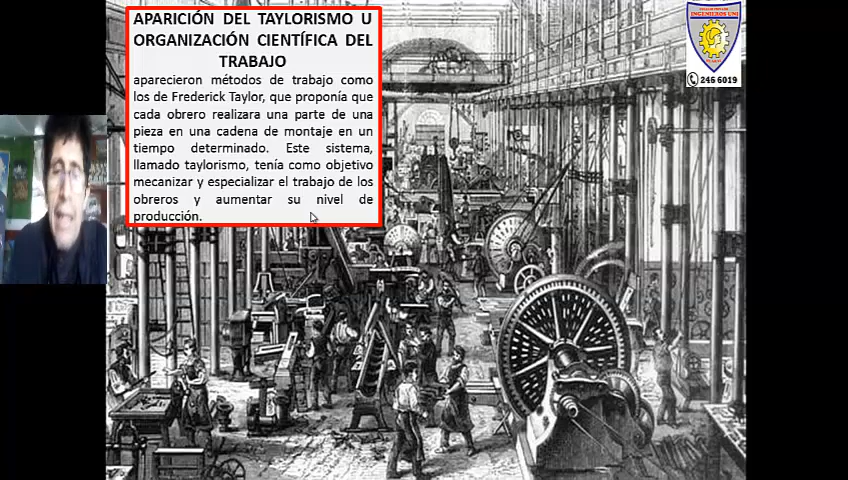 APARICIÓN DEL TAYLORISMO U
ORGANIZACIÓN CIENTÍFICA DEL
TRABAJO
aparecieron métodos de trabajo como
los de Frederick Taylor, que proponía que
cada obrero realizara una parte de una
pieza en una cadena de montaje en un
tiempo determinado. Este sistema,
llamado taylorismo, tenía como objetivo
mecanizar y especializar el trabajo de los
obreros y aumentar su nivel de
producción.
INGENIEROS UNI
246 6019